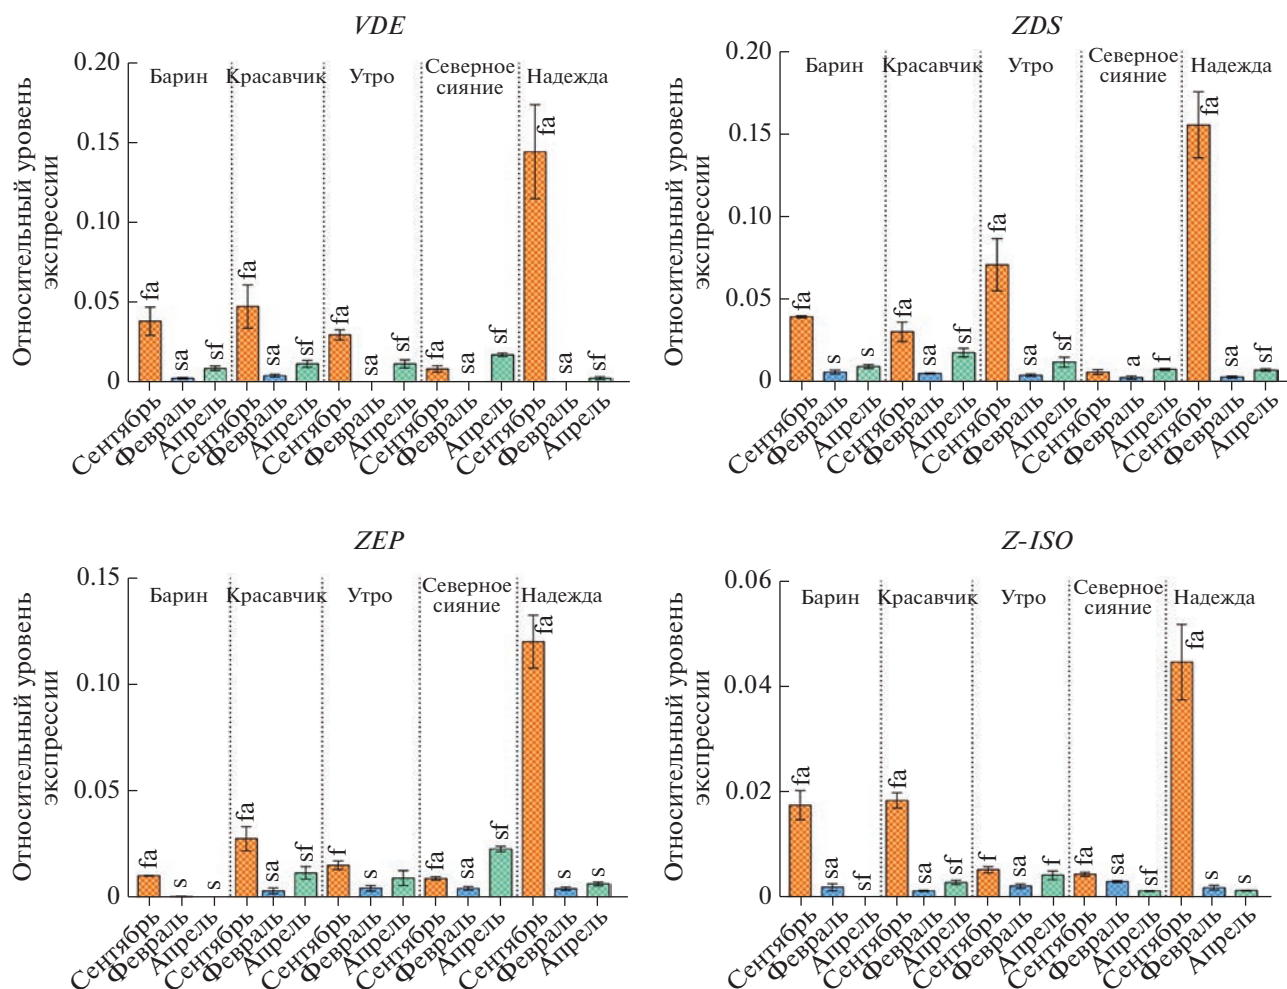 VDE
Относительный уровень
экспрессии
0.20
0.15
0.10
0.05
0
Барин
Красавчик
Утро
Северное
сияние
Надежда
fa
sa
sf
fa
sa
sf
fa
sa
sf
fa
sa
sf
fa
sa
sf
Сентябрь
Февраль
Апрель
Сентябрь
Февраль
Апрель
Сентябрь
Февраль
Апрель
Сентябрь
Февраль
Апрель
Сентябрь
Февраль
Апрель
ZDS
Относительный уровень
экспрессии
0.20
0.15
0.10
0.05
0
Барин
Красавчик
Утро
Северное
сияние
Надежда
fa
s
s
fa
sa
sf
fa
sa
sf
a
f
fa
sa
sf
Сентябрь
Февраль
Апрель
Сентябрь
Февраль
Апрель
Сентябрь
Февраль
Апрель
Сентябрь
Февраль
Апрель
Сентябрь
Февраль
Апрель
ZEP
Относительный уровень
экспрессии
0.15
0.10
0.05
0
Барин
Красавчик
Утро
Северное
сияние
Надежда
fa
s
s
fa
sa
sf
f
s
fa
sa
sf
fa
s
s
Сентябрь
Февраль
Апрель
Сентябрь
Февраль
Апрель
Сентябрь
Февраль
Апрель
Сентябрь
Февраль
Апрель
Сентябрь
Февраль
Апрель
Z-ISO
Относительный уровень
экспрессии
0.06
0.04
0.02
0
Барин
Красавчик
Утро
Северное
сияние
Надежда
fa
sa
sf
fa
sa
sf
f
sa
f
fa
sa
sf
fa
s
s
Сентябрь
Февраль
Апрель
Сентябрь
Февраль
Апрель
Сентябрь
Февраль
Апрель
Сентябрь
Февраль
Апрель
Сентябрь
Февраль
Апрель